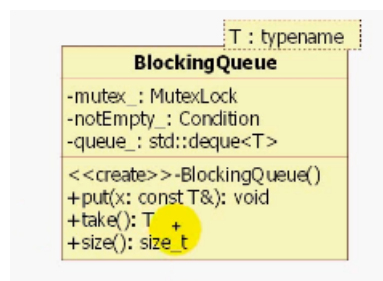 T : typename
BlockingQueue
-mutex_: MutexLock
-notEmpty_: Condition
-queue_: std::deque<T>
<<create>>-BlockingQueue()
+put(x: const T&): void
+take(): T
+size(): size_t